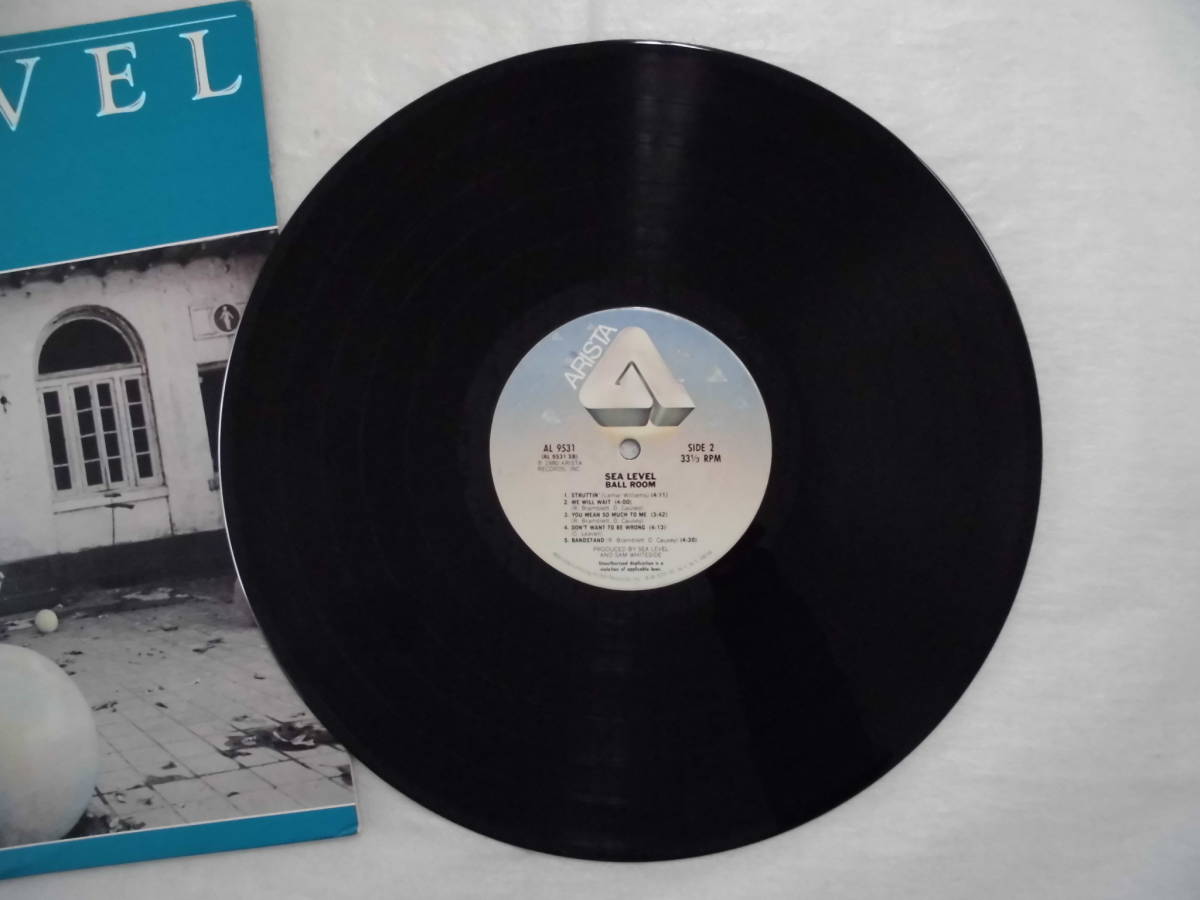 VEL
ARISTA
AL 9531
(AL 9531 SB)
℗ 1980 ARISTA
RECORDS, INC.
SIDE 2
33⅓ RPM
SEA LEVEL
BALL ROOM
1. STRUTTIN' (Lamar Williams) (4:11)
2. WE WILL WAIT (4:00)
(R. Bramblett, D. Causey)
3. YOU MEAN SO MUCH TO ME (3:42)
(R. Bramblett, D. Causey)
4. DON'T WANT TO BE WRONG (4:13)
(C. Leavell)
5. BANDSTAND (R. Bramblett, D. Causey) (4:30)
PRODUCED BY SEA LEVEL
AND SAM WHITESIDE
Unauthorized duplication is a
violation of applicable laws.